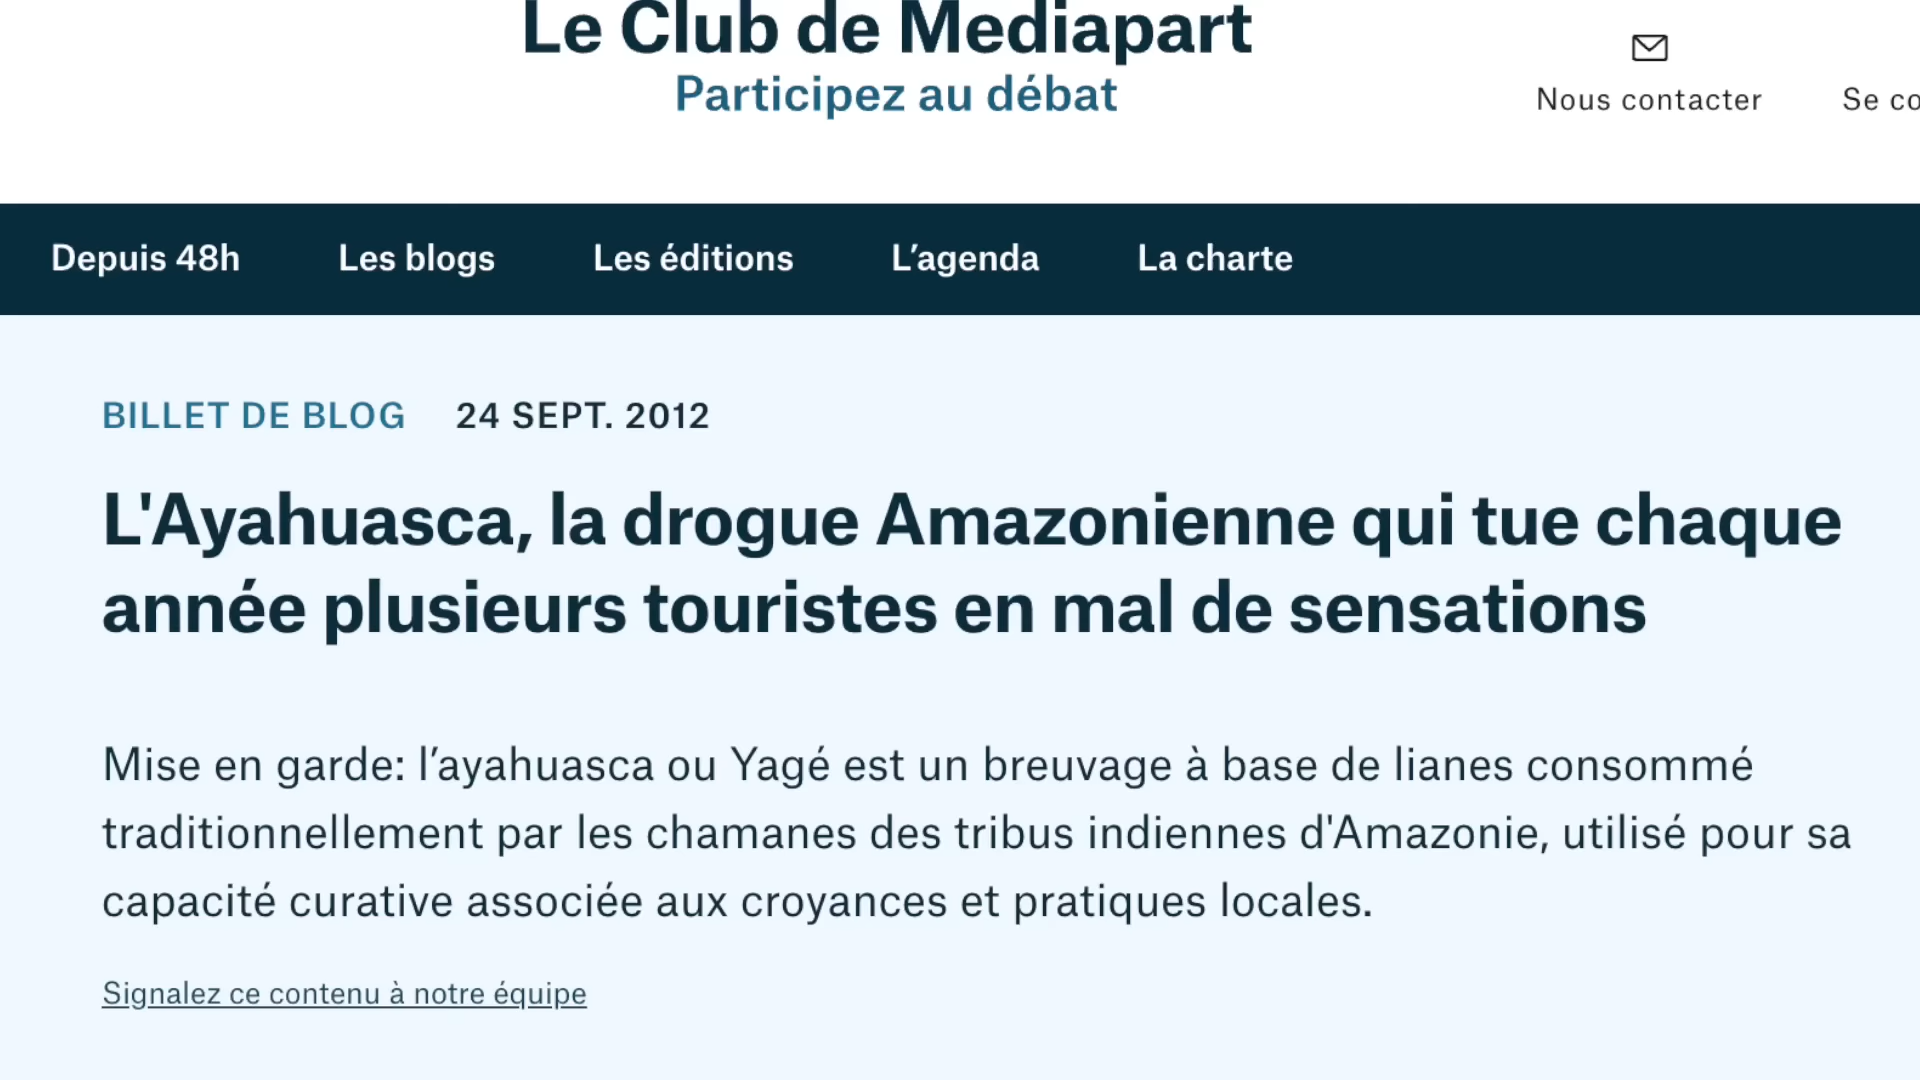 Le Club de Mediapart
Participez au débat
Nous contacter
Se co
Depuis 48h Les blogs Les éditions L’agenda La charte
BILLET DE BLOG 24 SEPT. 2012
L'Ayahuasca, la drogue Amazonienne qui tue chaque
année plusieurs touristes en mal de sensations
Mise en garde: l’ayahuasca ou Yagé est un breuvage à base de lianes consommé
traditionnellement par les chamanes des tribus indiennes d'Amazonie, utilisé pour sa
capacité curative associée aux croyances et pratiques locales.
Signalez ce contenu à notre équipe